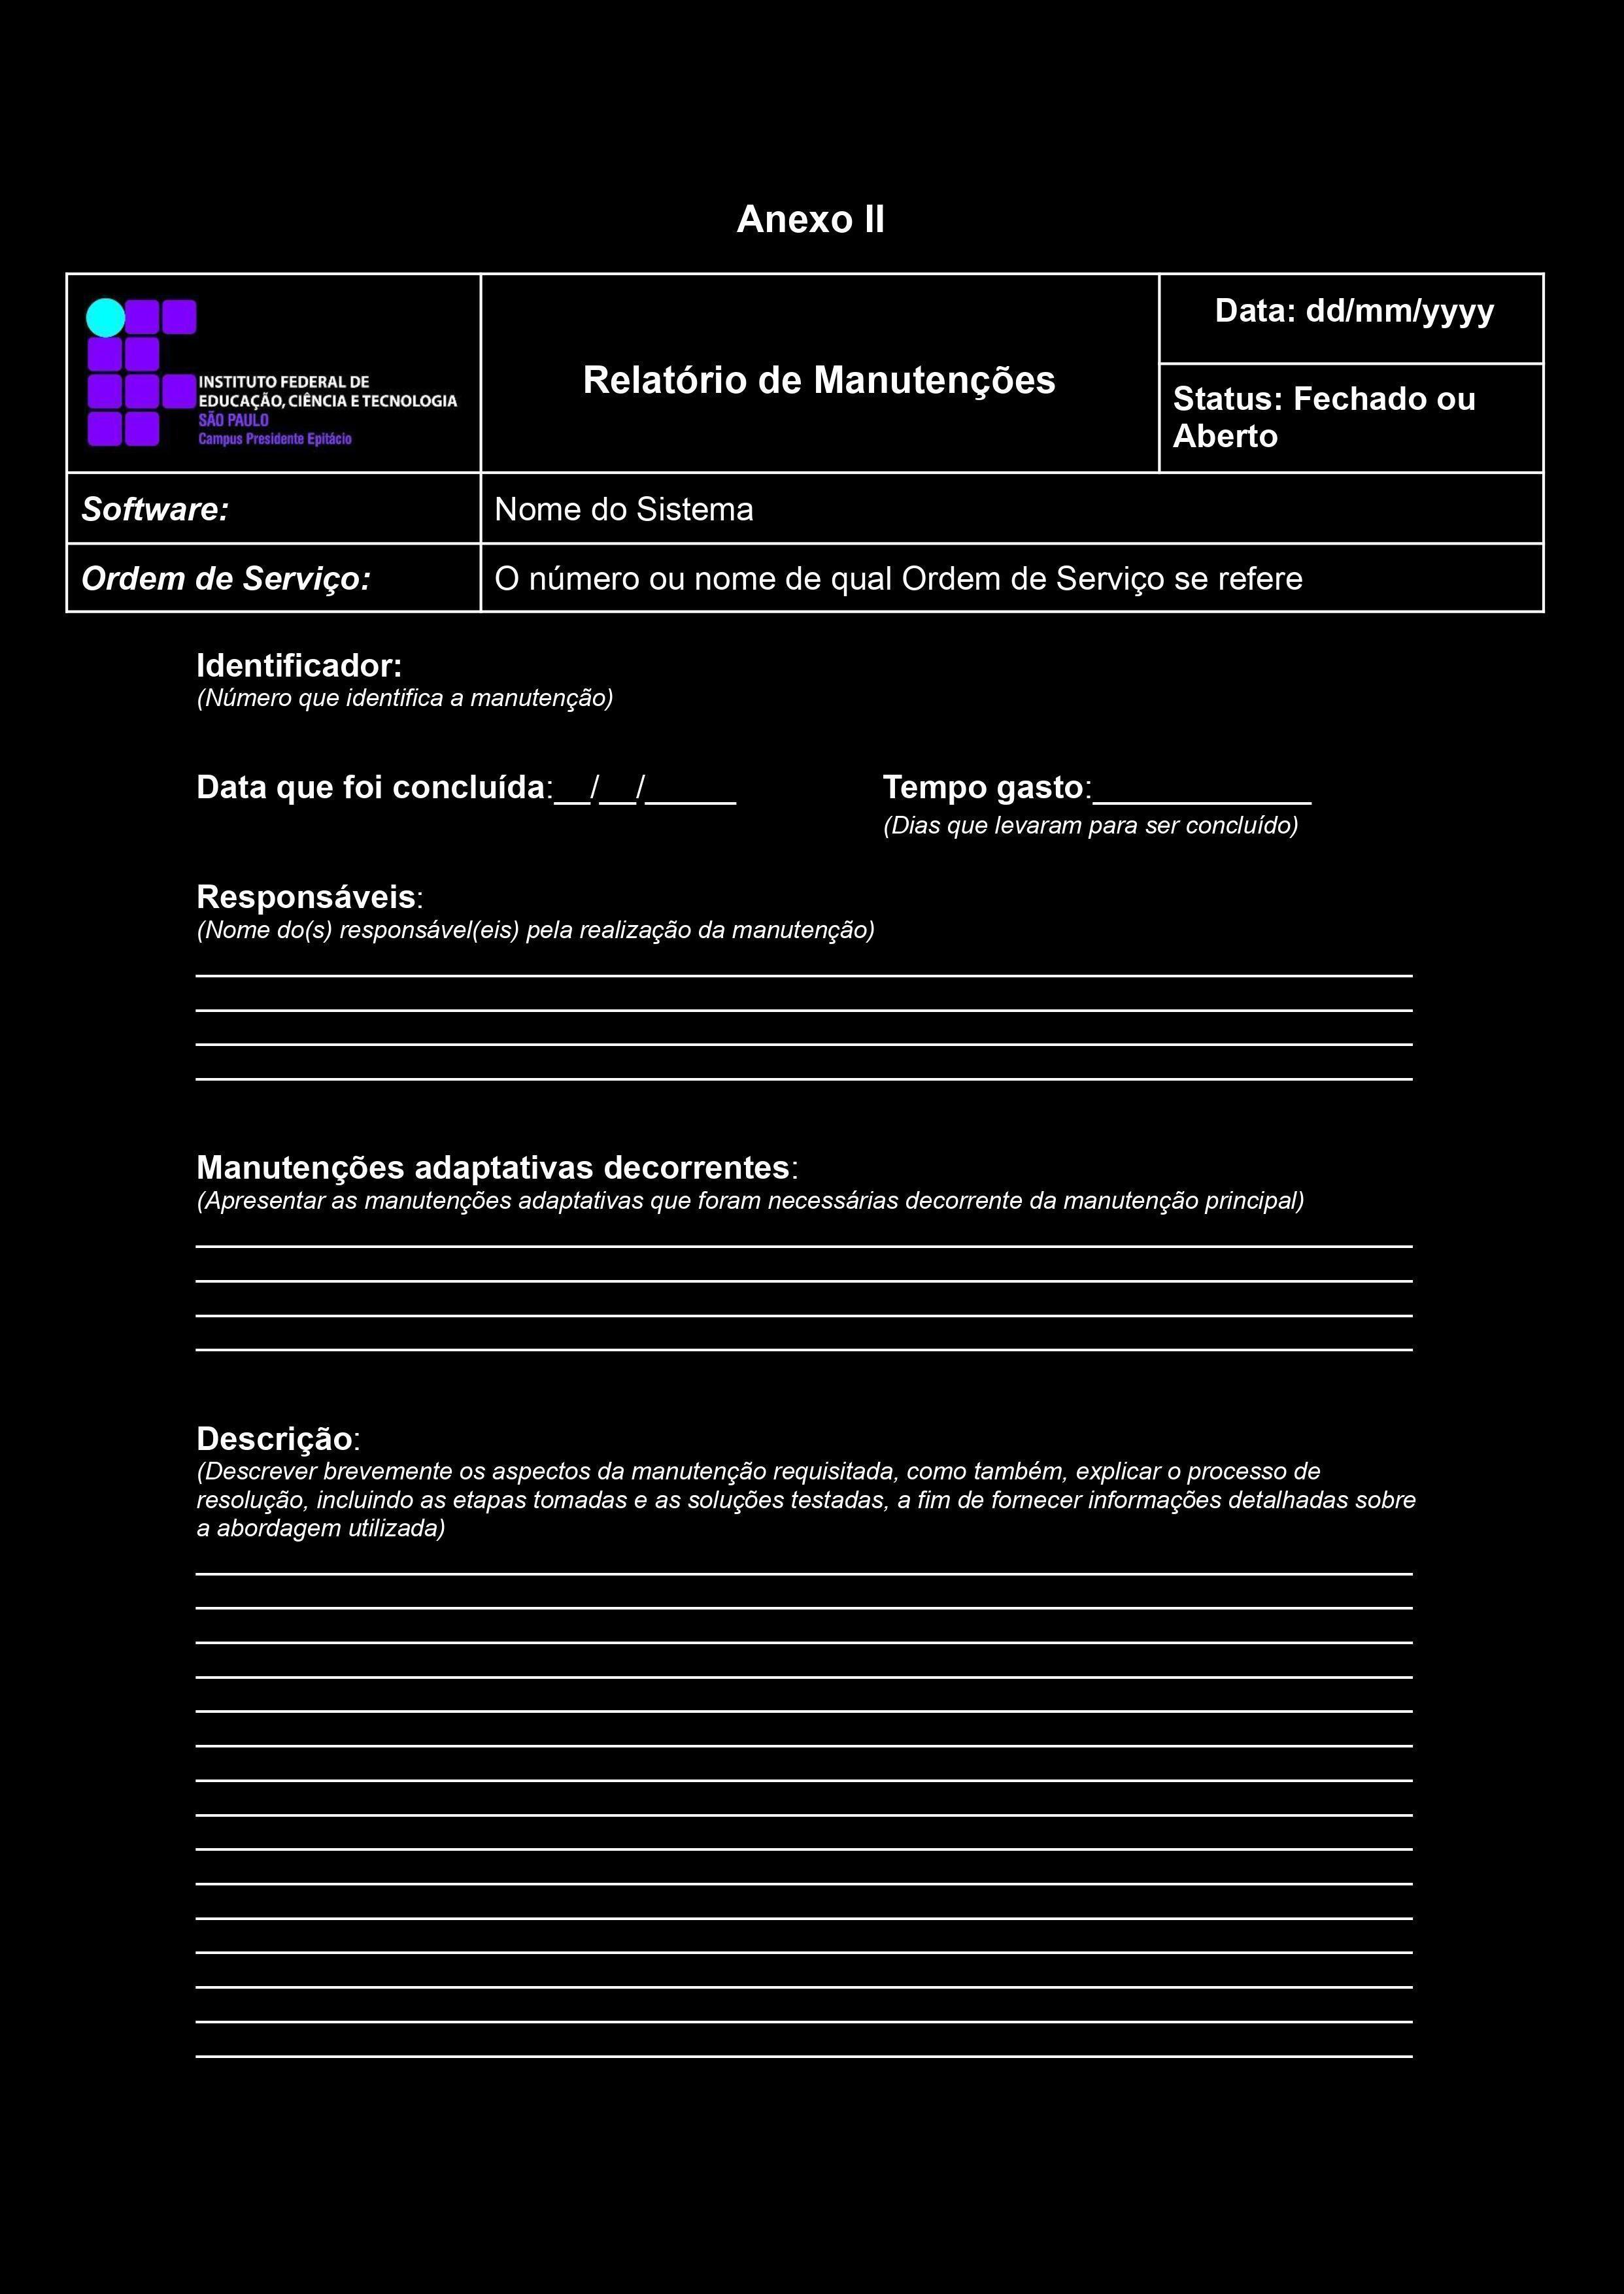 Anexo II
INSTITUTO FEDERAL DE
EDUCAÇÃO, CIÊNCIA E TECNOLOGIA
SÃO PAULO
Campus Presidente Epitácio
Relatório de Manutenções
Data: dd/mm/yyyy
Status: Fechado ou
Aberto
Software:
Nome do Sistema
Ordem de Serviço:
O número ou nome de qual Ordem de Serviço se refere
Identificador:
(Número que identifica a manutenção)
Data que foi concluída:__/__/_____
Tempo gasto:____________
(Dias que levaram para ser concluído)
Responsáveis:
(Nome do(s) responsável(eis) pela realização da manutenção)
Manutenções adaptativas decorrentes:
(Apresentar as manutenções adaptativas que foram necessárias decorrente da manutenção principal)
Descrição:
(Descrever brevemente os aspectos da manutenção requisitada, como também, explicar o processo de
resolução, incluindo as etapas tomadas e as soluções testadas, a fim de fornecer informações detalhadas sobre
a abordagem utilizada)